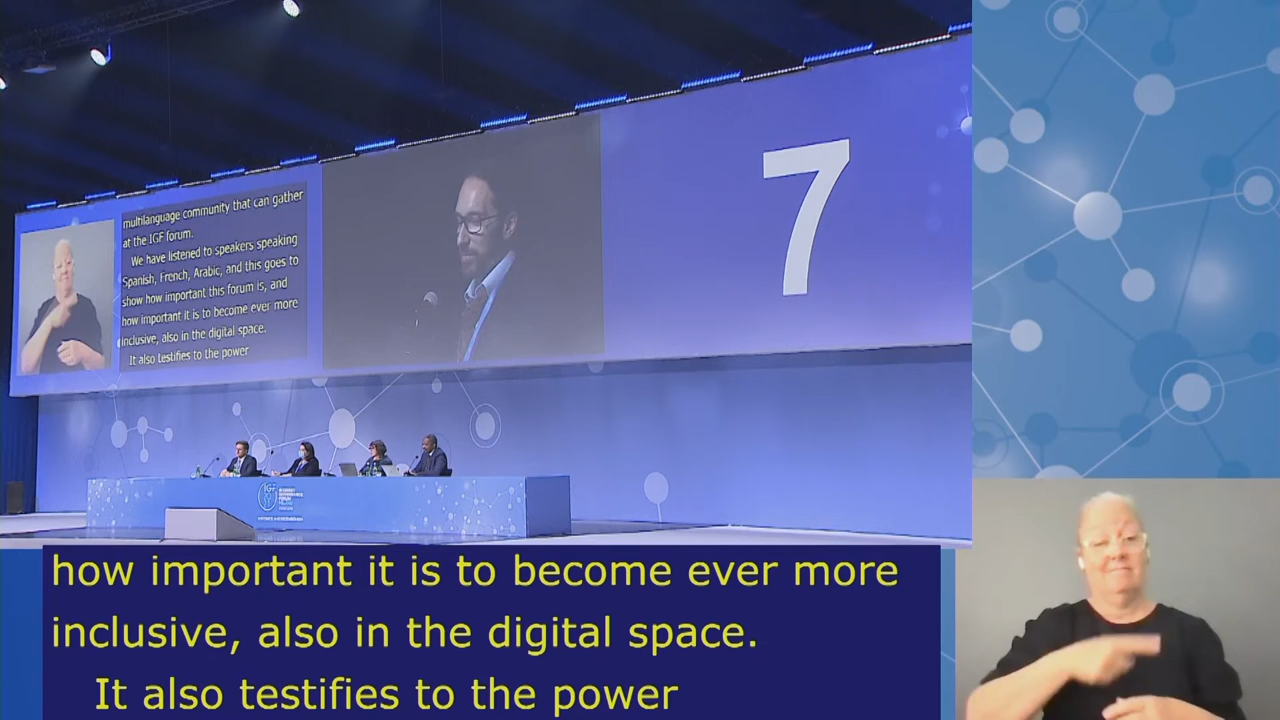 multilanguage community that can gather
at the IGF forum.
We have listened to speakers speaking
Spanish, French, Arabic, and this goes to
show how important this forum is, and
how important it is to become ever more
inclusive, also in the digital space.
It also testifies to the power
7
IGF
how important it is to become ever more
inclusive, also in the digital space.
It also testifies to the power